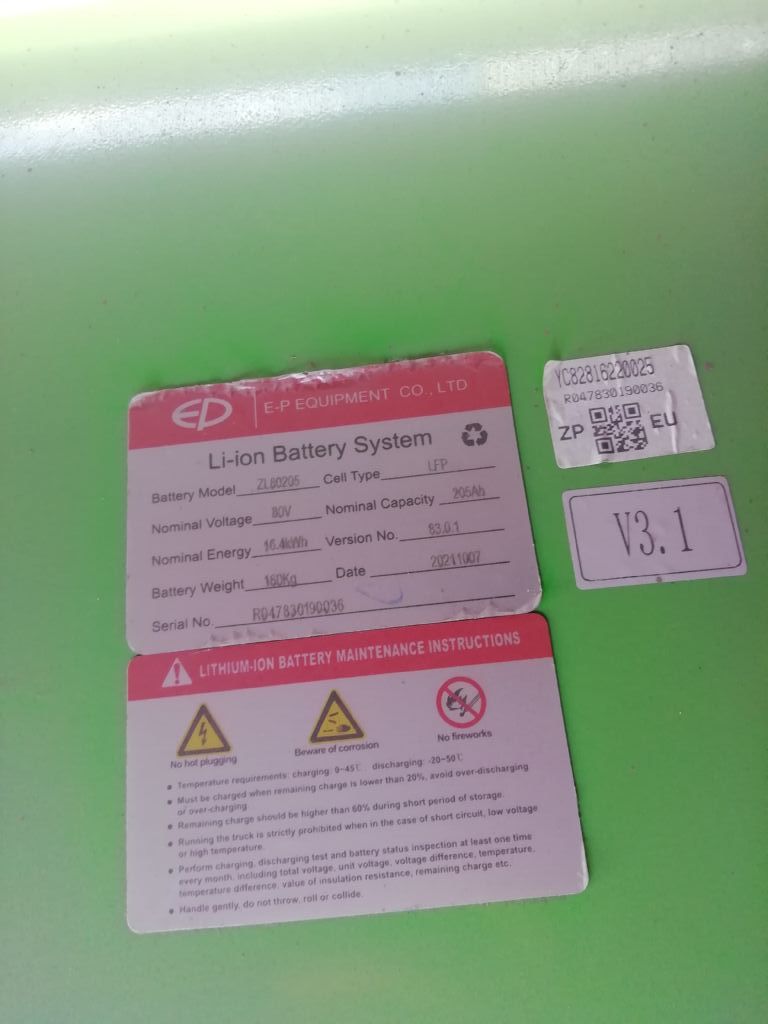 EP E-P EQUIPMENT CO., LTD
Li-ion Battery System
Battery Model ZL80205 Cell Type LFP
Nominal Voltage 80V Nominal Capacity 205Ah
Nominal Energy 16.4kWh Version No. 83.0.1
Battery Weight 160Kg Date 20211007
Serial No. R047830190036
YC82816220025
R047830190036
ZP EU
V3.1
LITHIUM-ION BATTERY MAINTENANCE INSTRUCTIONS
No hot plugging Beware of corrosion No fireworks
• Temperature requirements: charging: 0~45℃, discharging: -20~50℃
• Must be charged when remaining charge is lower than 20%, avoid over-discharging
or over-charging.
• Remaining charge should be higher than 60% during short period of storage.
• Running the truck is strictly prohibited when in the case of short circuit, low voltage
or high temperature.
• Perform charging, discharging test and battery status inspection at least one time
every month, including total voltage, unit voltage, voltage difference, temperature,
temperature difference, value of insulation resistance, remaining charge etc.
• Handle gently, do not throw, roll or collide.